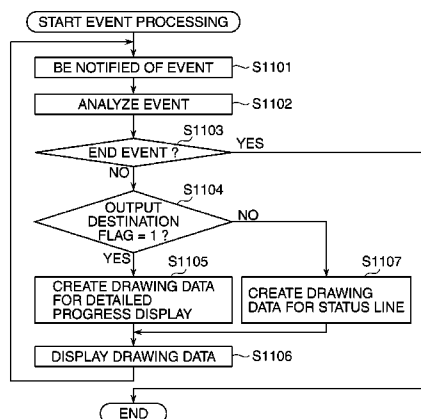 START EVENT PROCESSING
BE NOTIFIED OF EVENT
S1101
ANALYZE EVENT
S1102
S1103
END EVENT ?
YES
NO
S1104
OUTPUT
DESTINATION
FLAG = 1 ?
NO
YES
S1105
CREATE DRAWING DATA
FOR DETAILED
PROGRESS DISPLAY
S1107
CREATE DRAWING
DATA FOR STATUS LINE
DISPLAY DRAWING DATA
S1106
END